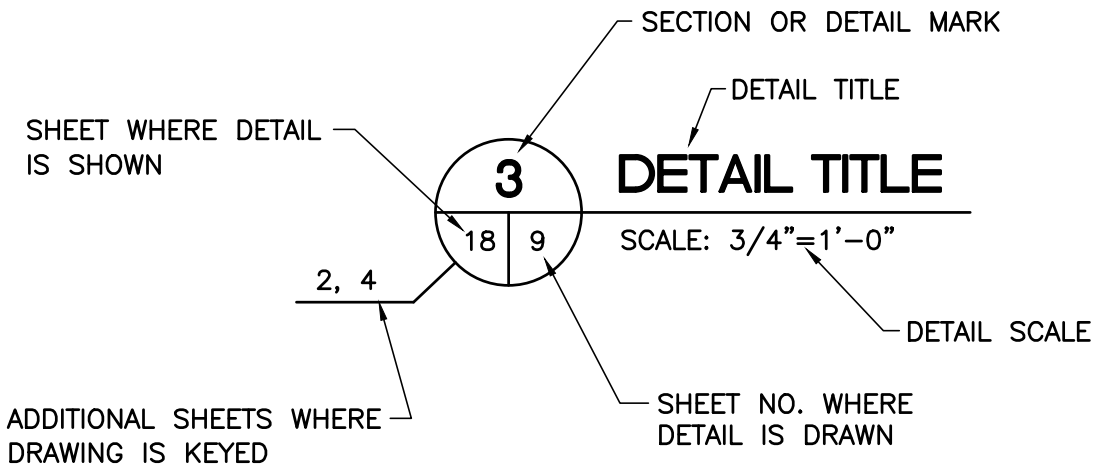 SECTION OR DETAIL MARK
DETAIL TITLE
SHEET WHERE DETAIL
IS SHOWN
3
DETAIL TITLE
18
9
SCALE: 3/4"=1'-0"
2, 4
DETAIL SCALE
ADDITIONAL SHEETS WHERE
DRAWING IS KEYED
SHEET NO. WHERE
DETAIL IS DRAWN